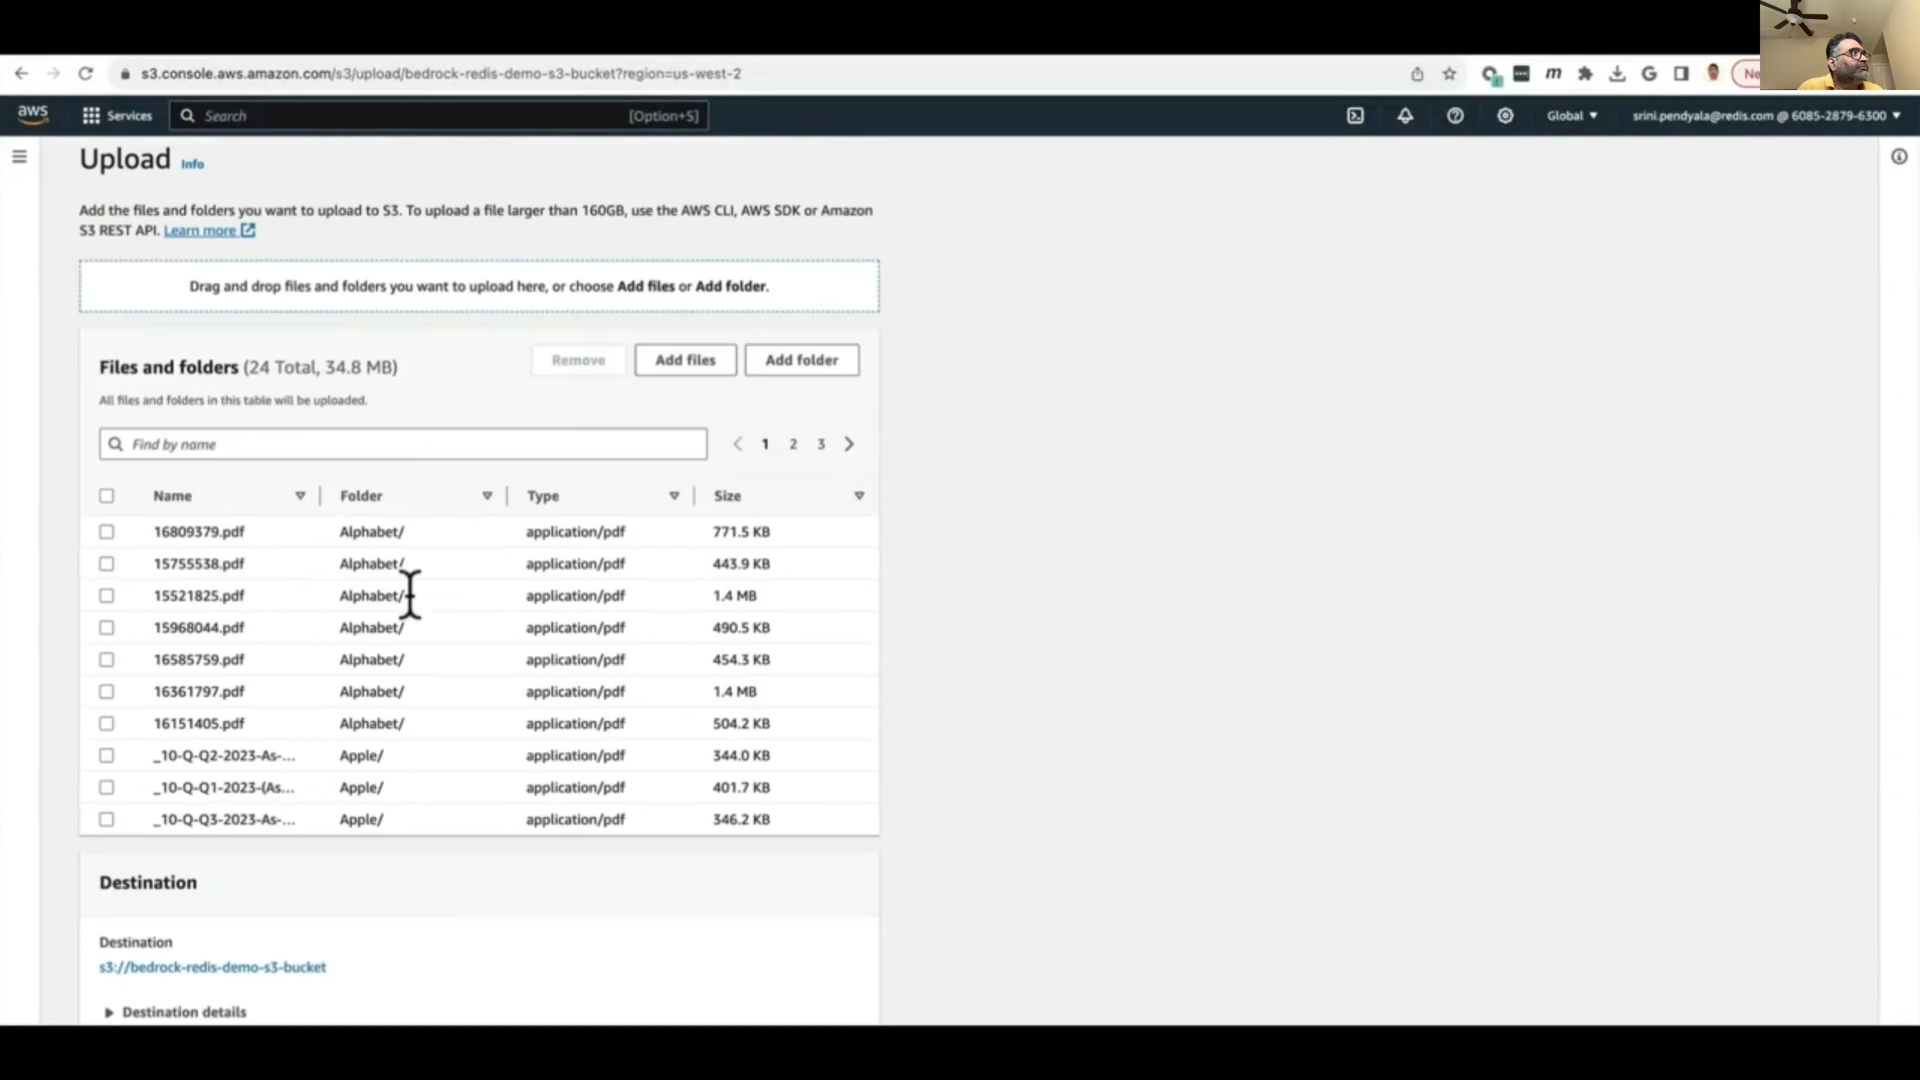 s3.console.aws.amazon.com/s3/upload/bedrock-redis-demo-s3-bucket?region=us-west-2
Ne
aws
Services
Search
[Option+S]
Global
srini.pendyala@redis.com @ 6085-2879-6300
Upload Info
Add the files and folders you want to upload to S3. To upload a file larger than 160GB, use the AWS CLI, AWS SDK or Amazon
S3 REST API. Learn more
Drag and drop files and folders you want to upload here, or choose Add files or Add folder.
Files and folders (24 Total, 34.8 MB)
Remove
Add files
Add folder
All files and folders in this table will be uploaded.
Find by name
1 2 3
Name Folder Type Size
16809379.pdf Alphabet/ application/pdf 771.5 KB
15755538.pdf Alphabet/ application/pdf 443.9 KB
15521825.pdf Alphabet/ application/pdf 1.4 MB
15968044.pdf Alphabet/ application/pdf 490.5 KB
16585759.pdf Alphabet/ application/pdf 454.3 KB
16361797.pdf Alphabet/ application/pdf 1.4 MB
16151405.pdf Alphabet/ application/pdf 504.2 KB
_10-Q-Q2-2023-As-... Apple/ application/pdf 344.0 KB
_10-Q-Q1-2023-(As... Apple/ application/pdf 401.7 KB
_10-Q-Q3-2023-As-... Apple/ application/pdf 346.2 KB
Destination
Destination
s3://bedrock-redis-demo-s3-bucket
Destination details